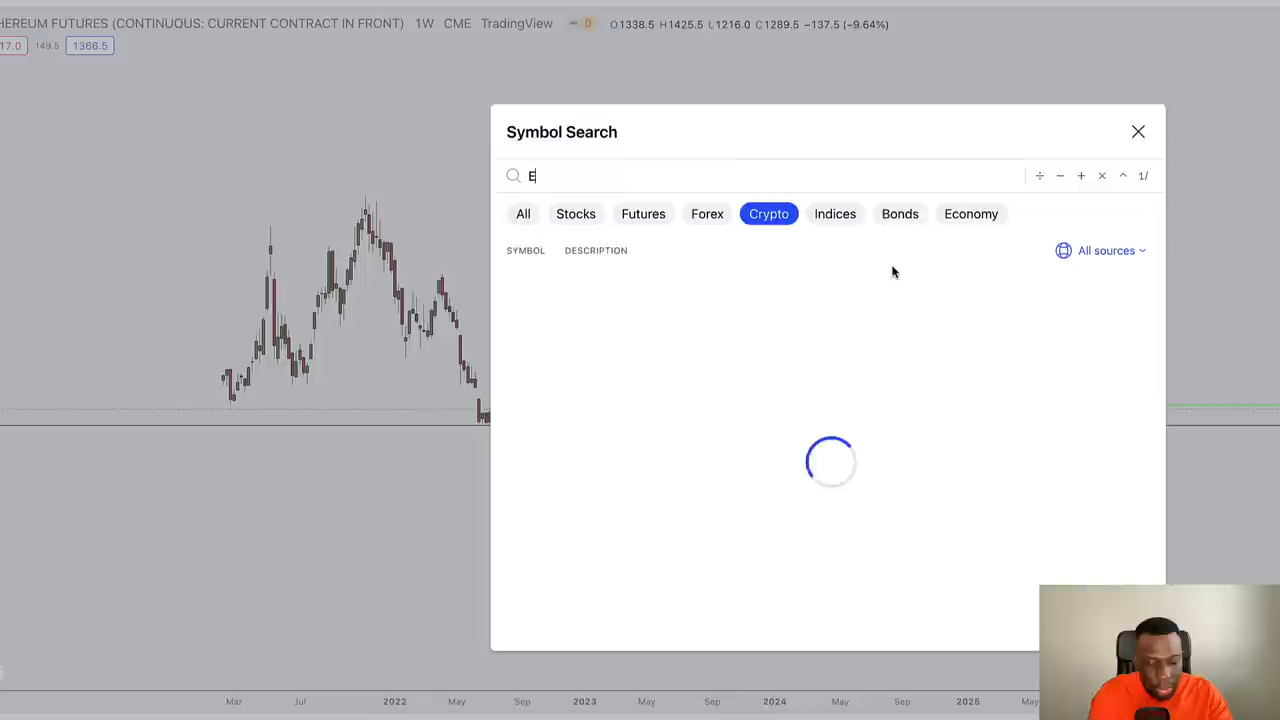 HEREUM FUTURES (CONTINUOUS: CURRENT CONTRACT IN FRONT) 1W CME TradingView D O1338.5 H1425.5 L1216.0 C1289.5 −137.5 (−9.64%)
17.0 149.5 1366.5
Symbol Search
E
÷ − + × ^ 1/
All Stocks Futures Forex Crypto Indices Bonds Economy
SYMBOL DESCRIPTION All sources
Mar Jul 2022 May Sep 2023 May Sep 2024 May Sep 2025 May